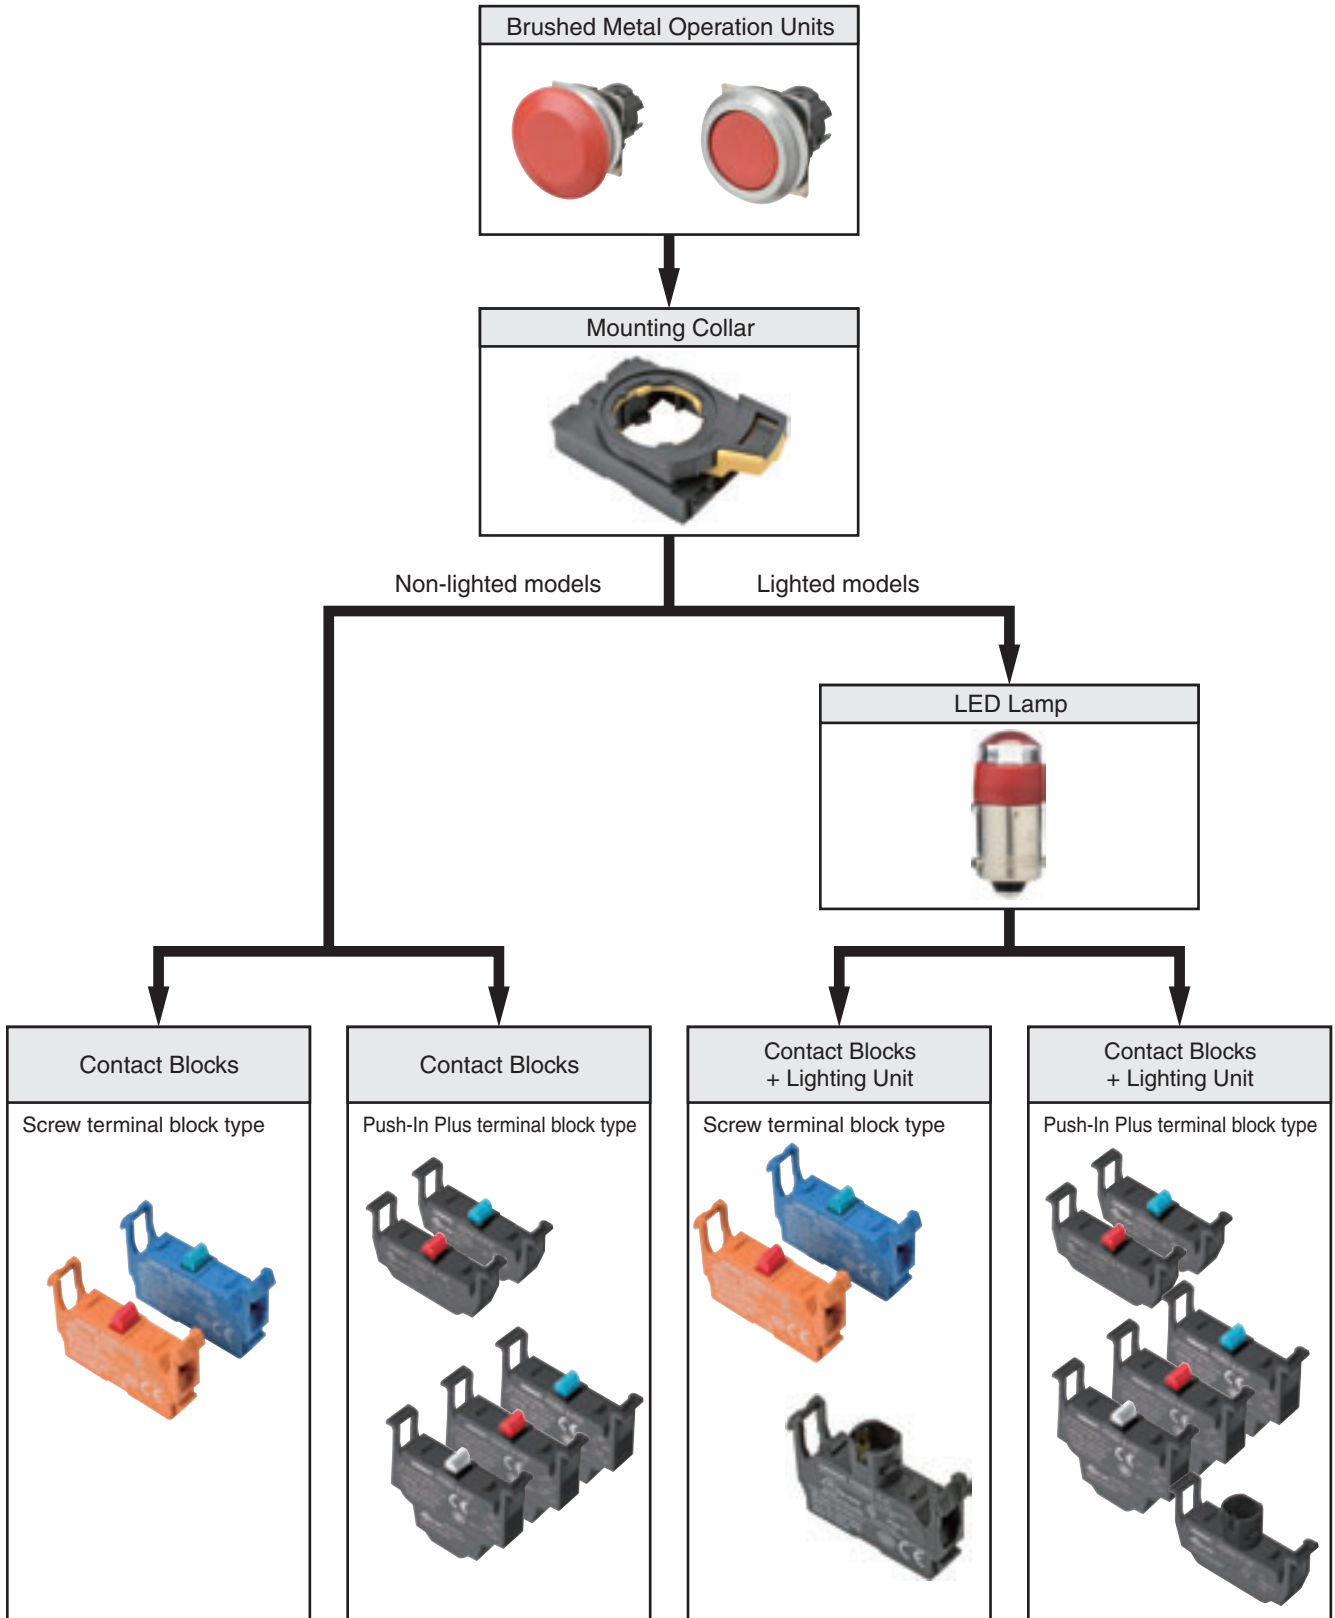 Brushed Metal Operation Units
Mounting Collar
Non-lighted models
Lighted models
LED Lamp
Contact Blocks
Screw terminal block type
Contact Blocks
Push-In Plus terminal block type
Contact Blocks
+ Lighting Unit
Screw terminal block type
Contact Blocks
+ Lighting Unit
Push-In Plus terminal block type